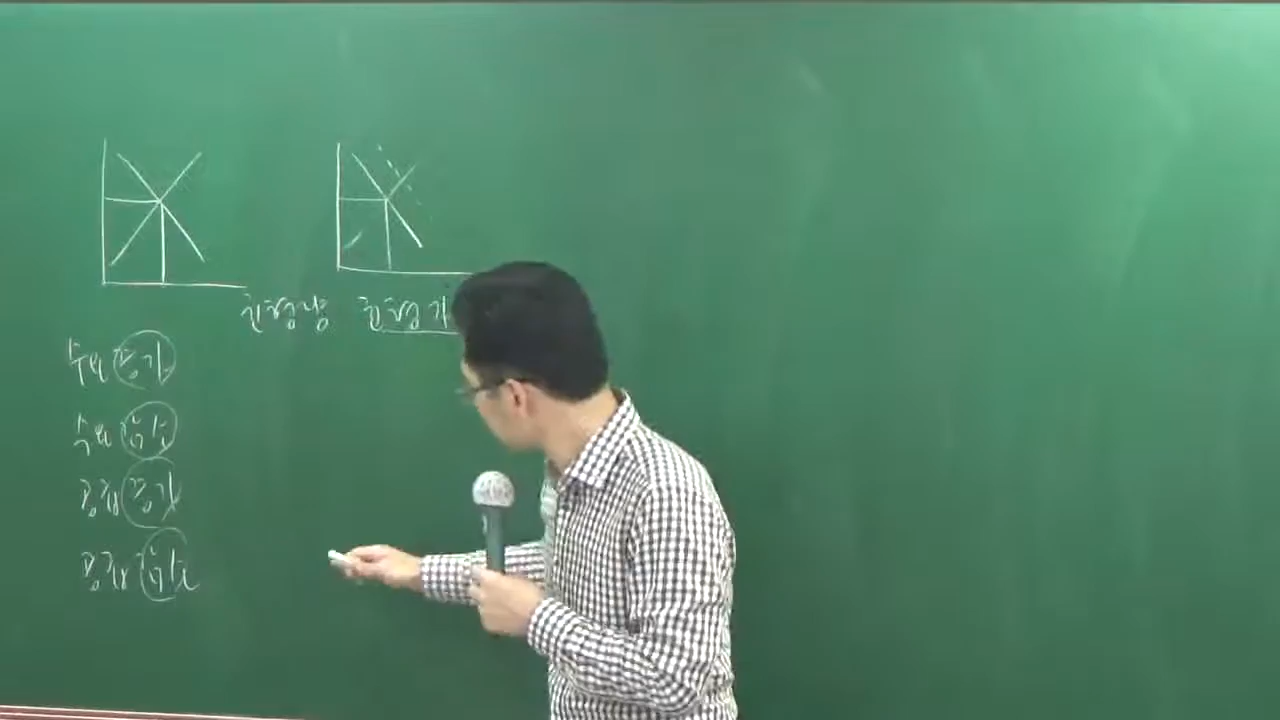 균형량 균형가
수요 증가
수요 감소
공급 증가
공급 감소